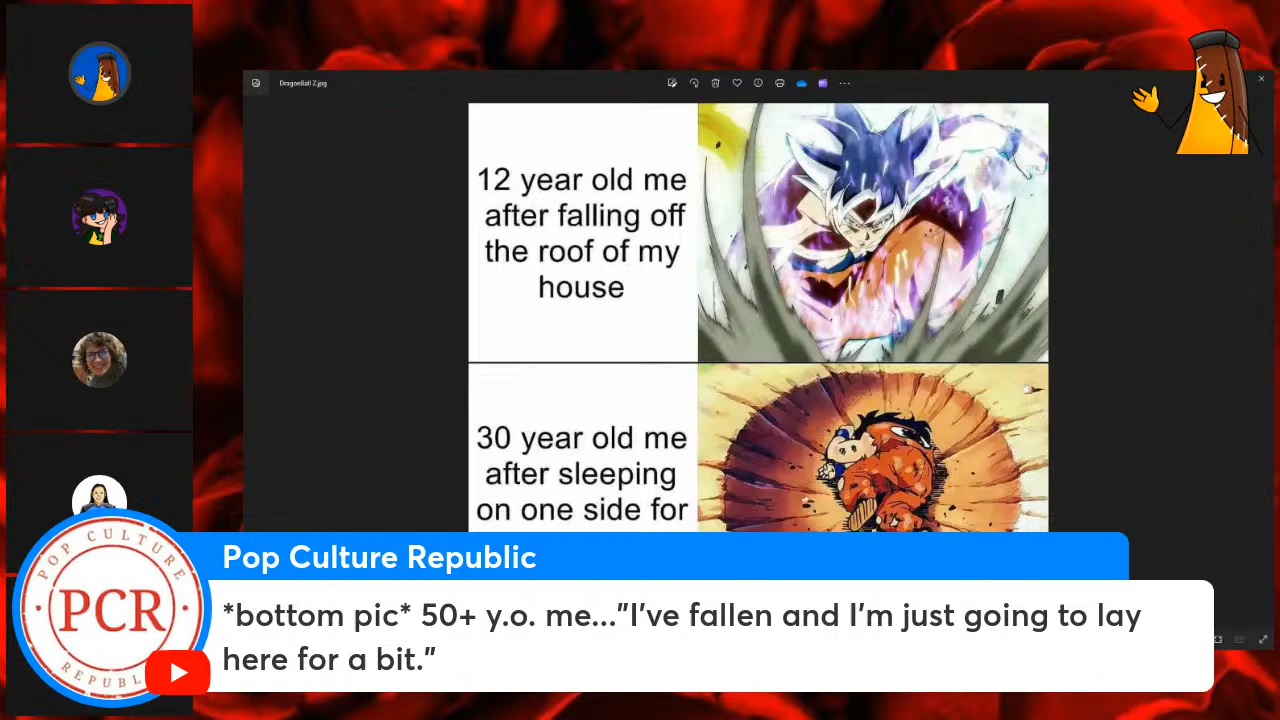 DragonBall Z.jpg
12 year old me
after falling off
the roof of my
house
30 year old me
after sleeping
on one side for
POP CULTURE
PCR
REPUBL
Pop Culture Republic
*bottom pic* 50+ y.o. me..."I've fallen and I'm just going to lay
here for a bit."